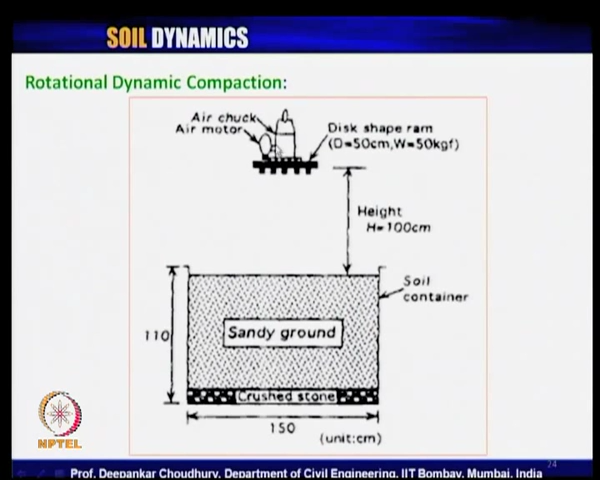 SOIL DYNAMICS
Rotational Dynamic Compaction:
Air chuck
Air motor
Disk shape ram
(D=50cm,W=50kgf)
Height
H=100cm
Soil
container
110
Sandy ground
Crushed stone
150
(unit:cm)
NPTEL
24
Prof. Deepankar Choudhury, Department of Civil Engineering, IIT Bombay, Mumbai, India